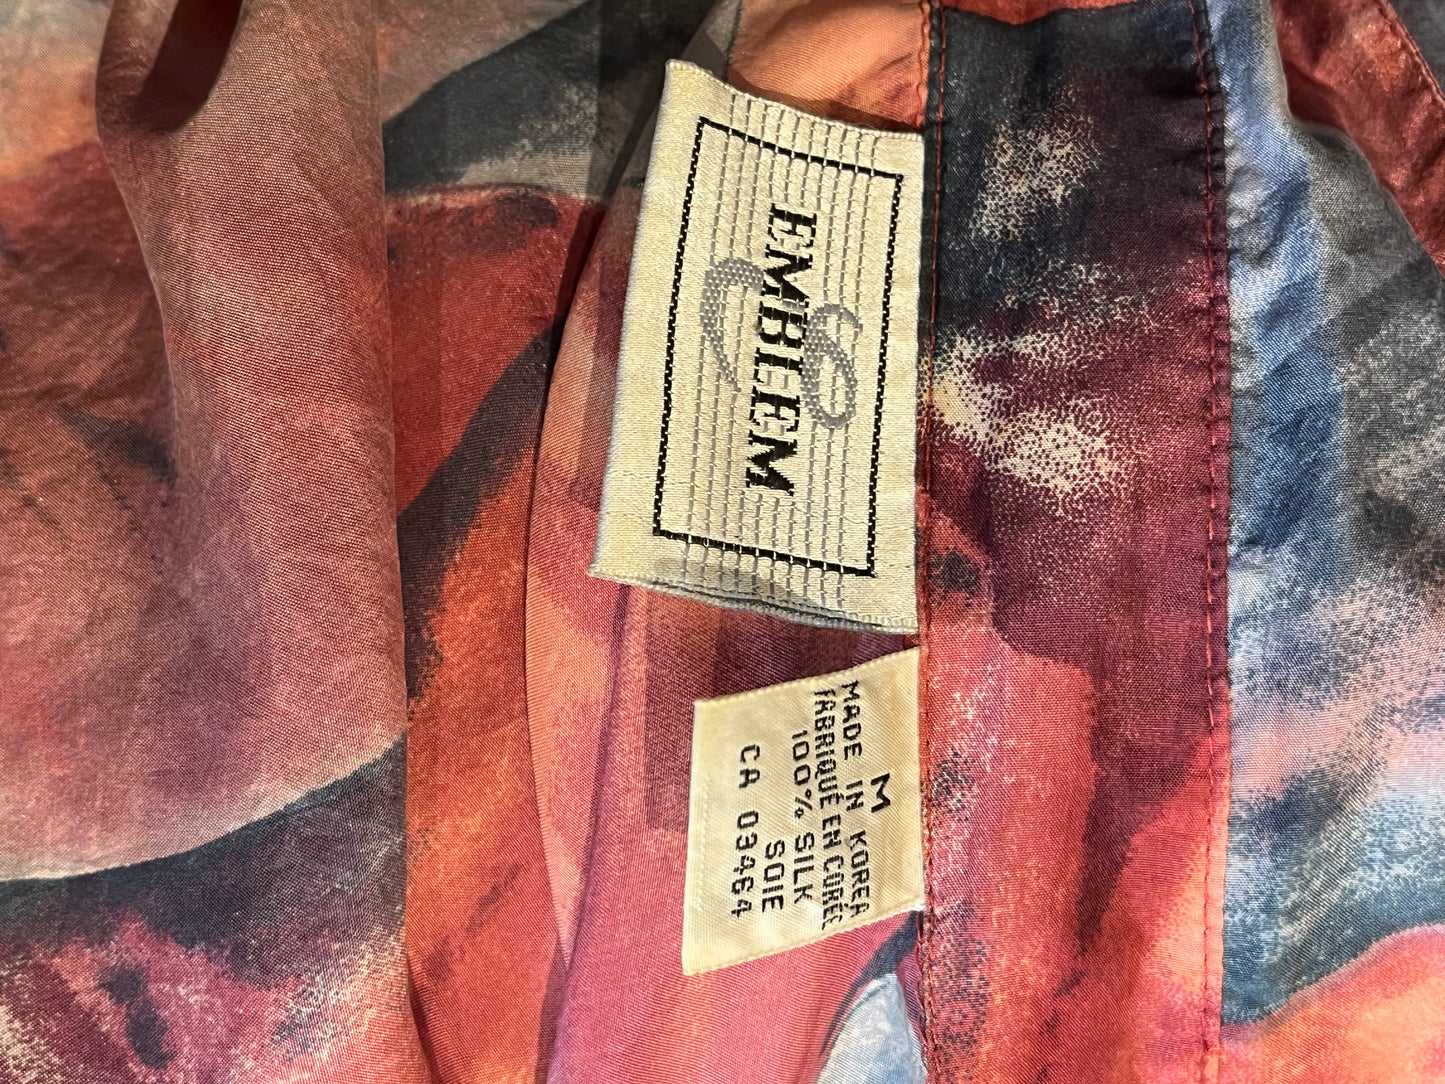 EMBLEM
M
MADE IN KOREA
FABRIQUÉ EN CORÉE
100% SILK
SOIE
CA 03464